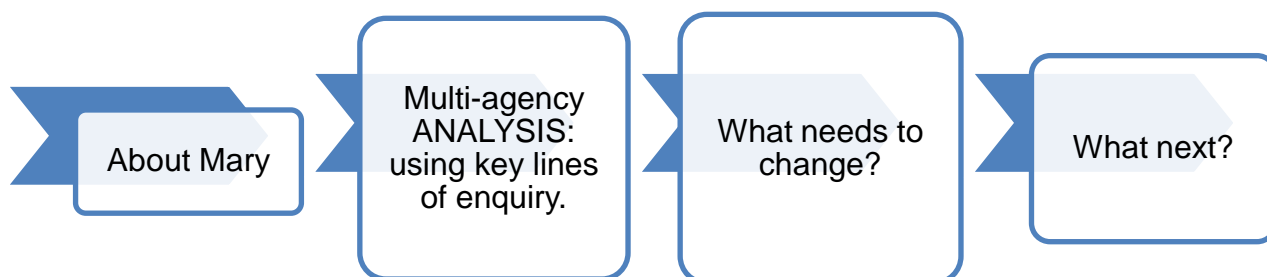 About Mary
Multi-agency
ANALYSIS:
using key lines
of enquiry.
What needs to
change?
What next?